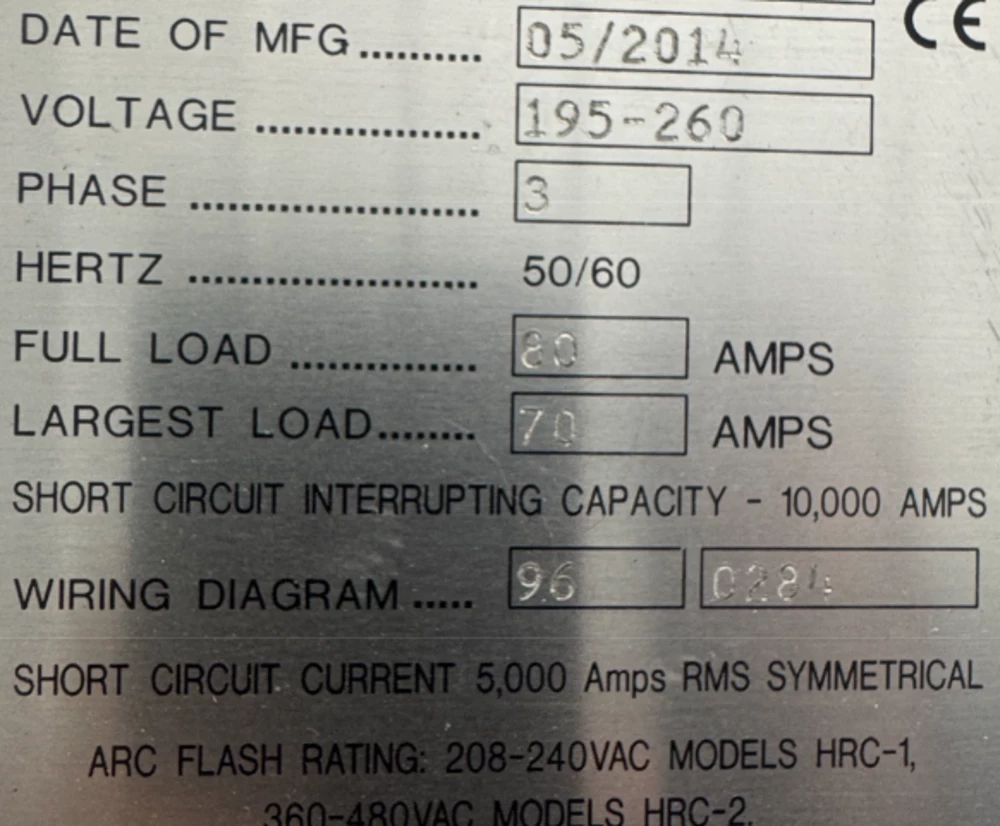 DATE OF MFG........... 05/2014 CE
VOLTAGE .................... 195-260
PHASE ......................... 3
HERTZ ......................... 50/60
FULL LOAD ................ 80 AMPS
LARGEST LOAD........ 70 AMPS
SHORT CIRCUIT INTERRUPTING CAPACITY - 10,000 AMPS
WIRING DIAGRAM ..... 96 0284
SHORT CIRCUIT CURRENT 5,000 Amps RMS SYMMETRICAL
ARC FLASH RATING: 208-240VAC MODELS HRC-1,
360-480VAC MODELS HRC-2.